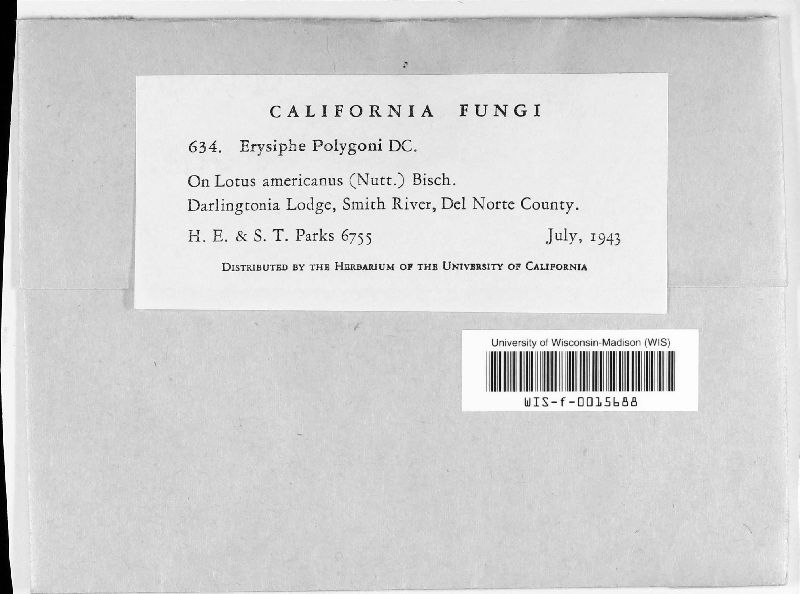 CALIFORNIA FUNGI
634. Erysiphe Polygoni DC.
On Lotus americanus (Nutt.) Bisch.
Darlingtonia Lodge, Smith River, Del Norte County.
H. E. & S. T. Parks 6755 July, 1943
DISTRIBUTED BY THE HERBARIUM OF THE UNIVERSITY OF CALIFORNIA
University of Wisconsin-Madison (WIS)
WIS-f-0015688